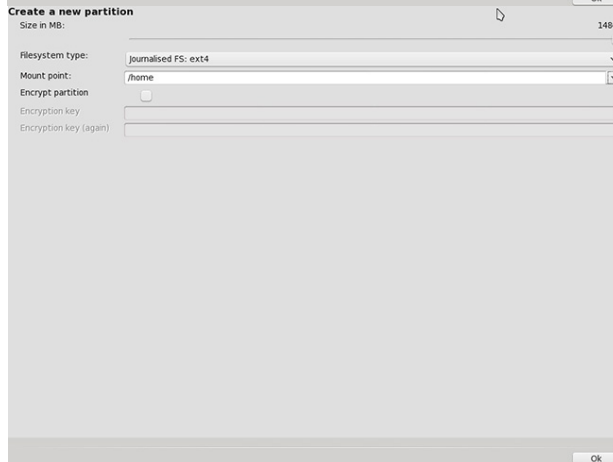 Create a new partition
Size in MB:
148
Filesystem type:
Journalised FS: ext4
Mount point:
/home
Encrypt partition
Encryption key
Encryption key (again)
Ok